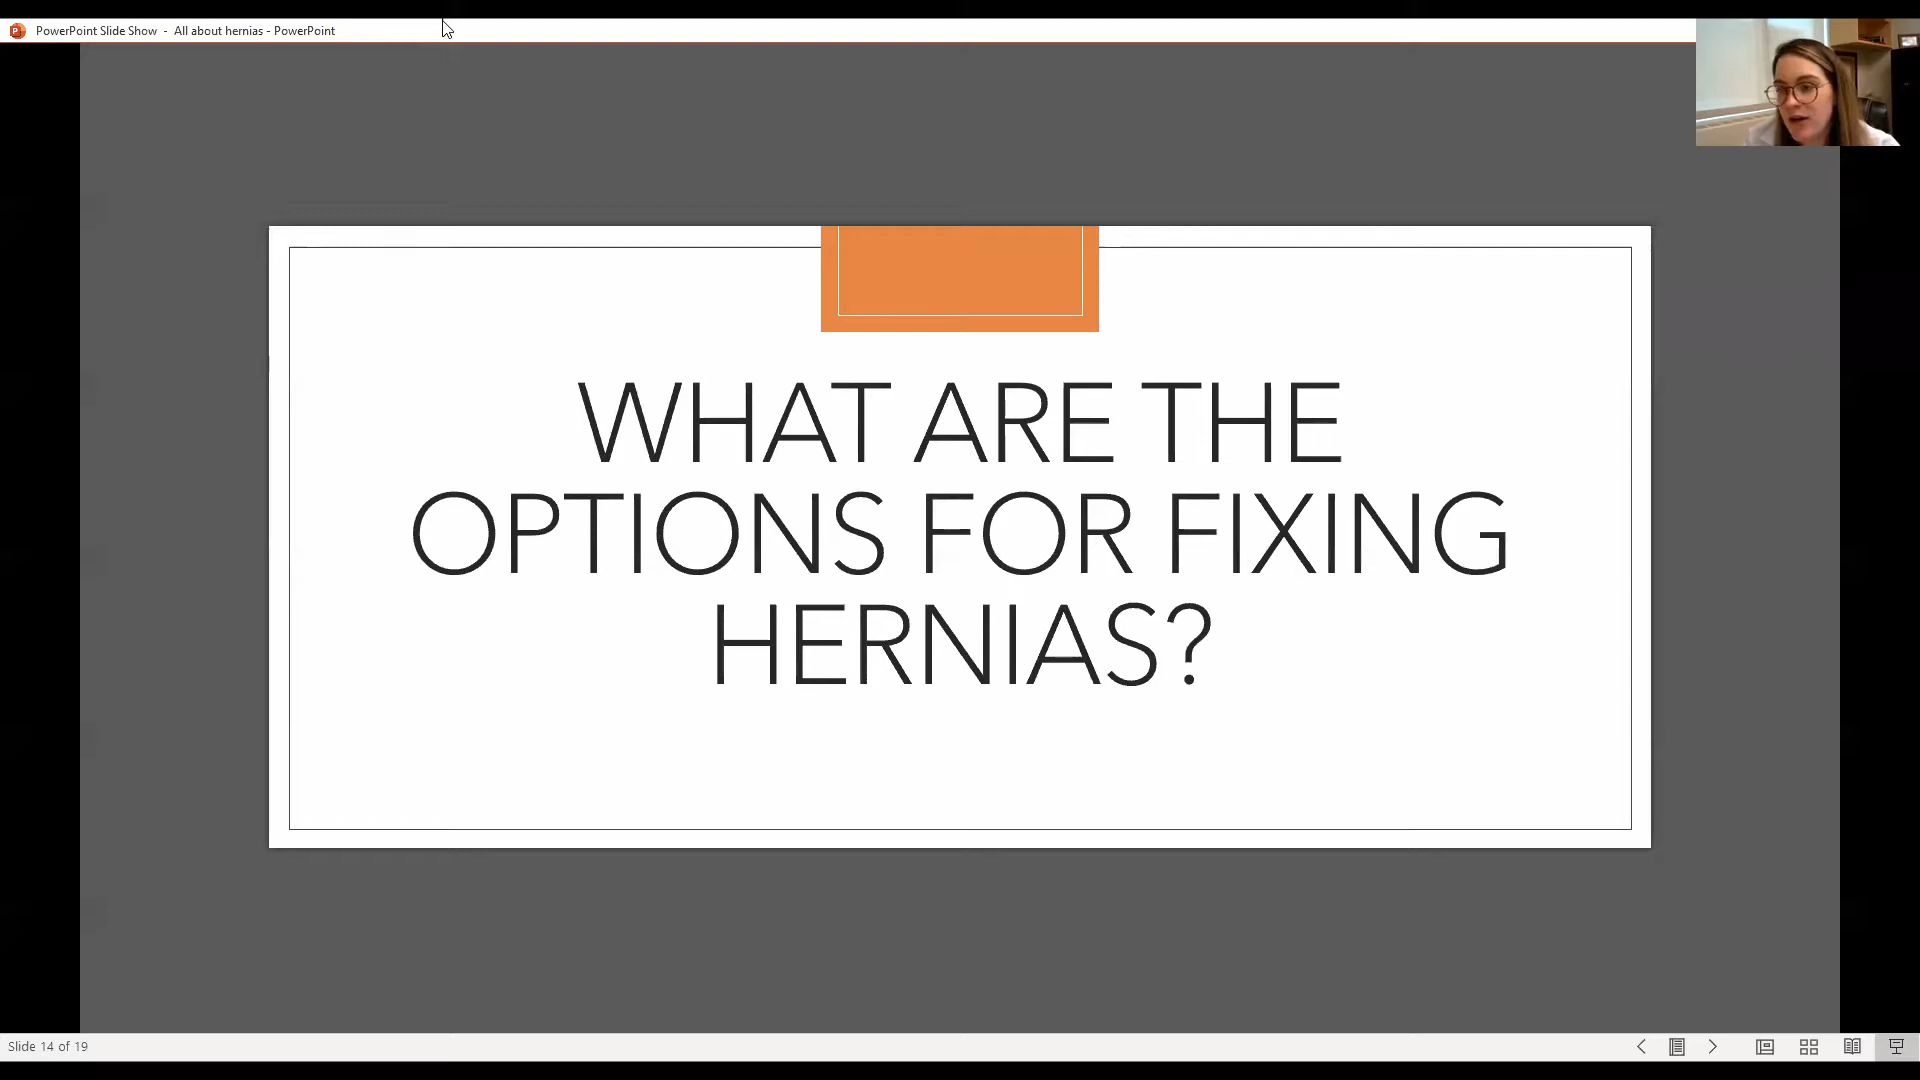 PowerPoint Slide Show - All about hernias - PowerPoint
WHAT ARE THE
OPTIONS FOR FIXING
HERNIAS?
Slide 14 of 19